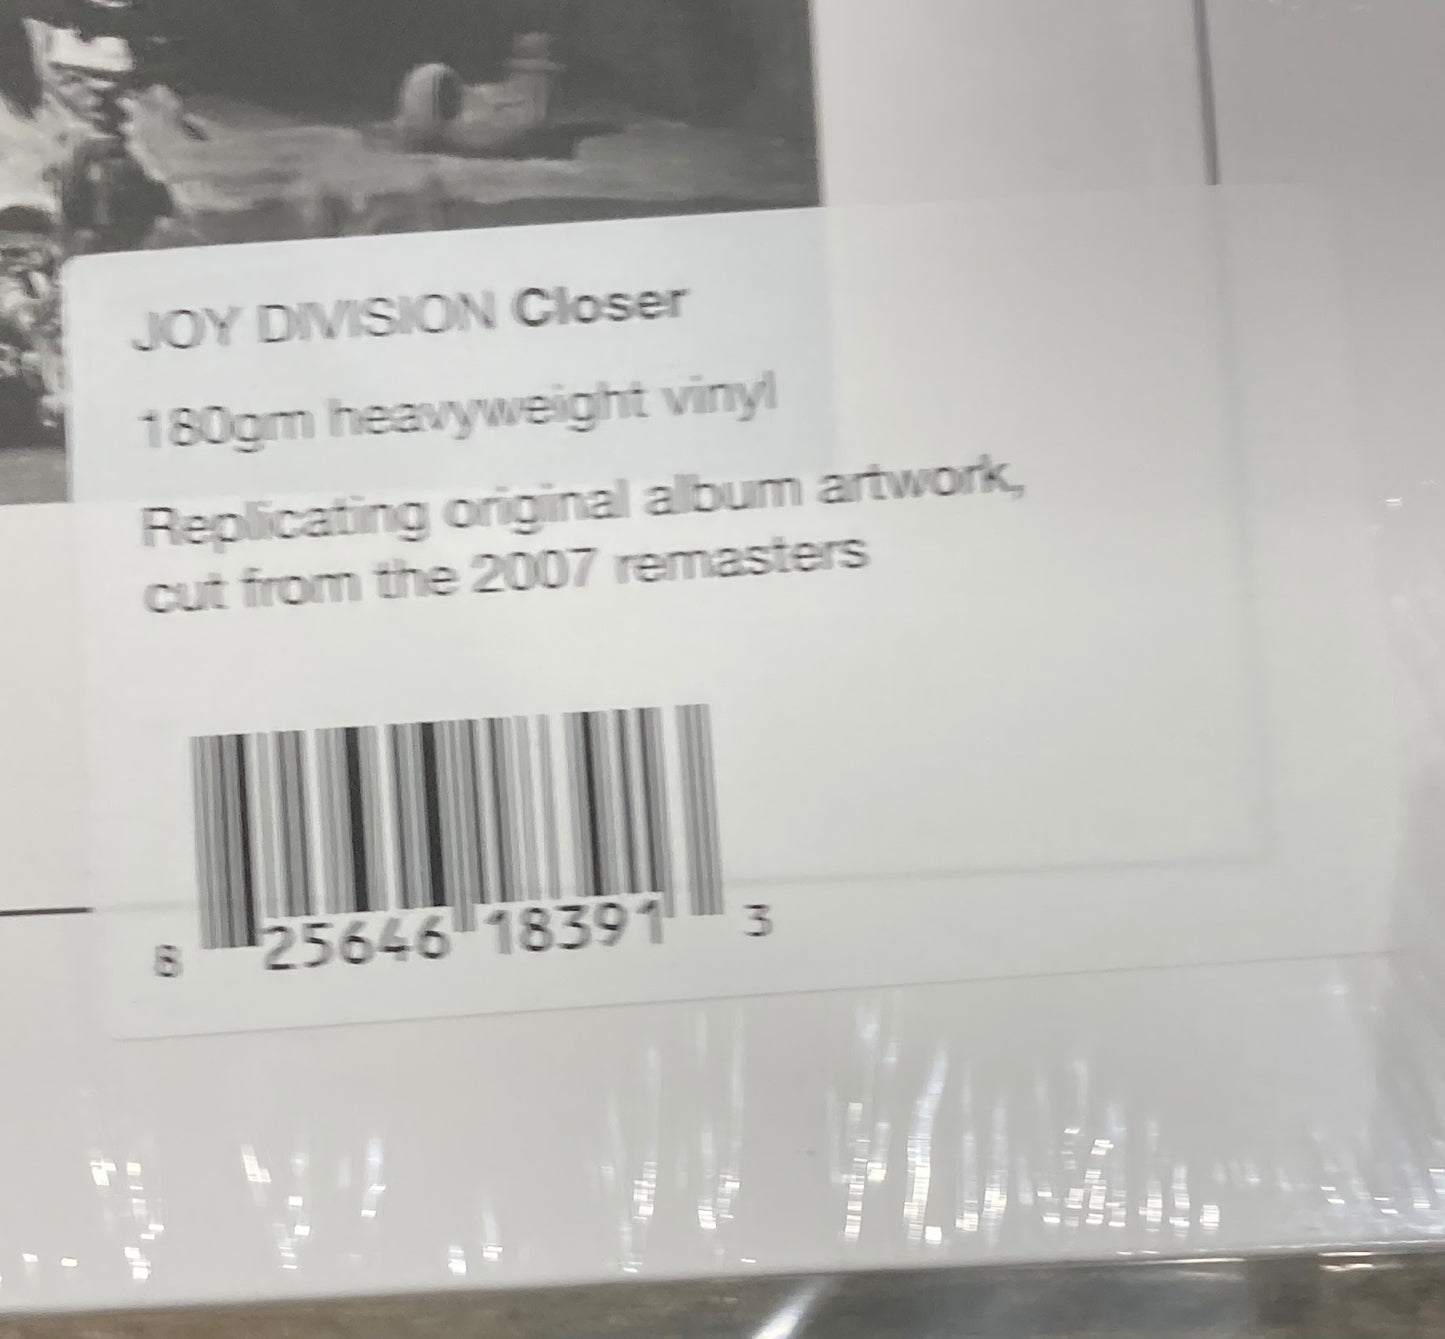 JOY DIVISION Closer
180gm heavyweight vinyl
Replicating original album artwork,
cut from the 2007 remasters
8 25646 18391 3